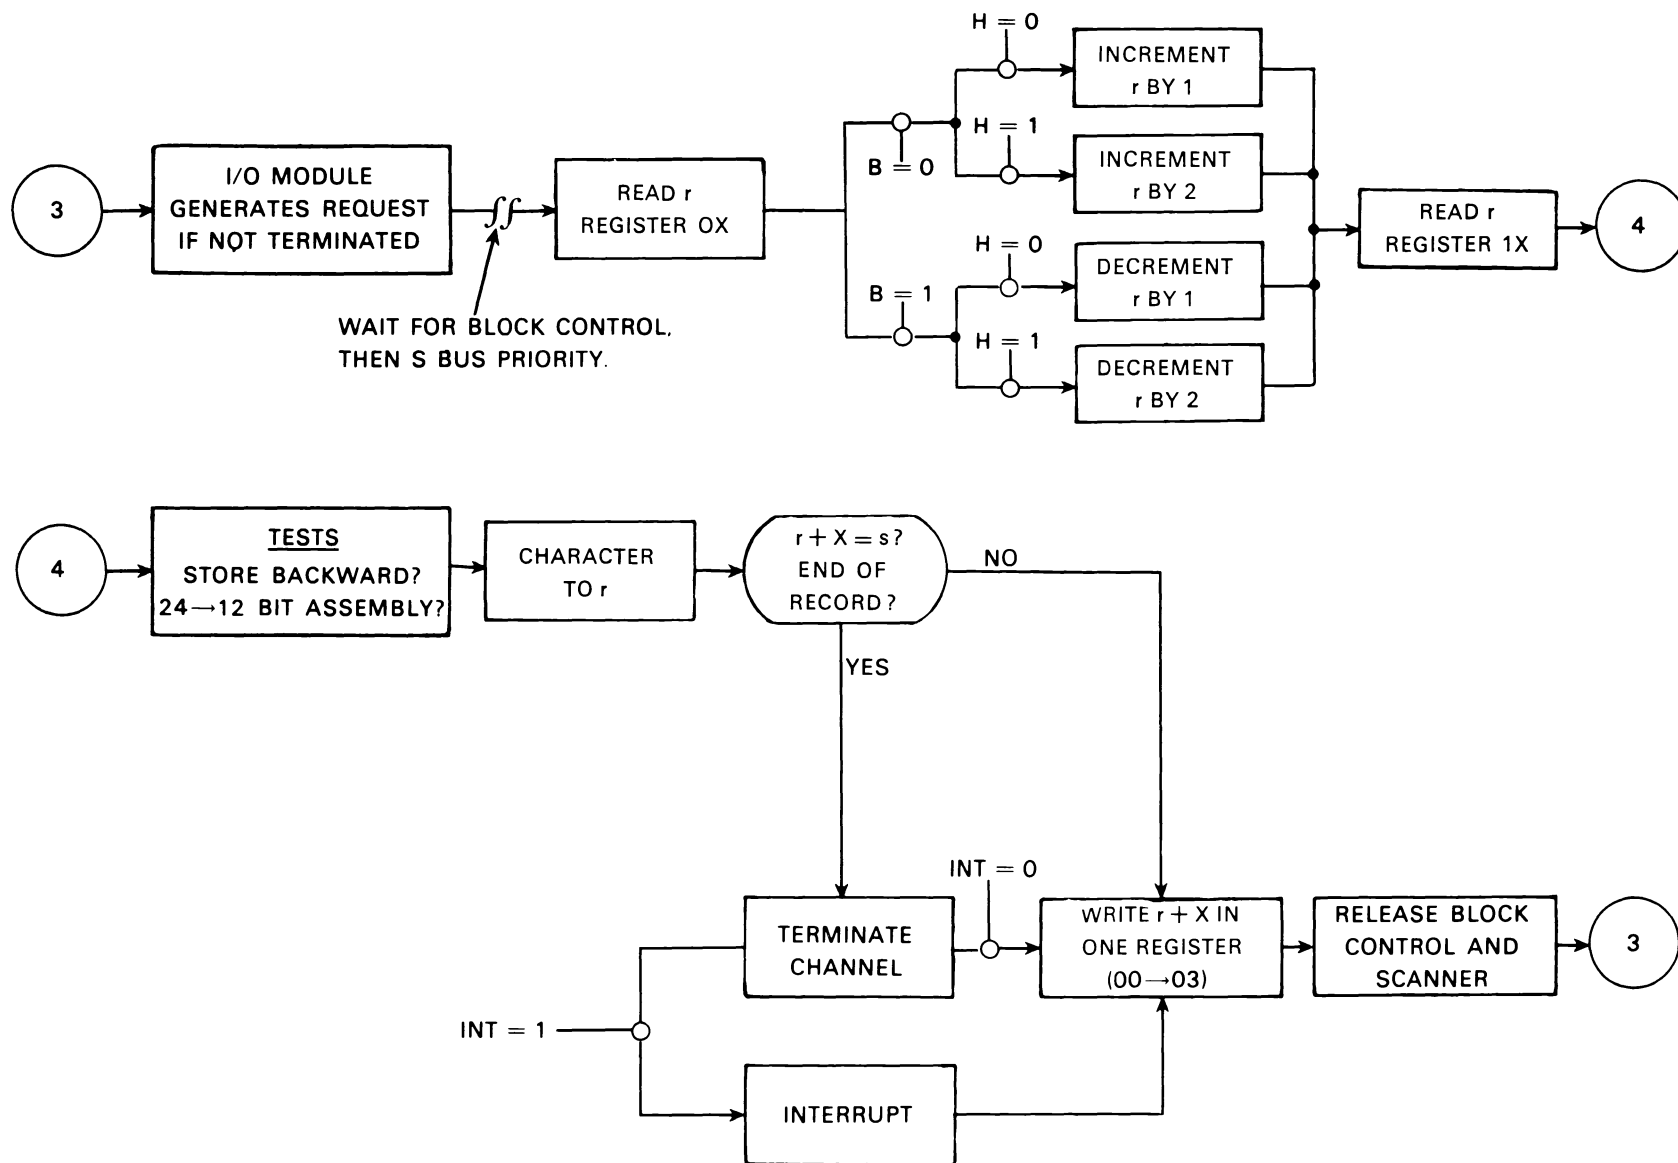 H = 0
INCREMENT
r BY 1
3
I/O MODULE
GENERATES REQUEST
IF NOT TERMINATED
WAIT FOR BLOCK CONTROL,
THEN S BUS PRIORITY.
READ r
REGISTER 0X
B = 0
H = 1
INCREMENT
r BY 2
B = 1
H = 0
DECREMENT
r BY 1
H = 1
DECREMENT
r BY 2
READ r
REGISTER 1X
4
4
TESTS
STORE BACKWARD?
24→12 BIT ASSEMBLY?
CHARACTER
TO r
r + X = s?
END OF
RECORD?
NO
YES
TERMINATE
CHANNEL
INT = 0
WRITE r + X IN
ONE REGISTER
(00→03)
RELEASE BLOCK
CONTROL AND
SCANNER
3
INT = 1
INTERRUPT